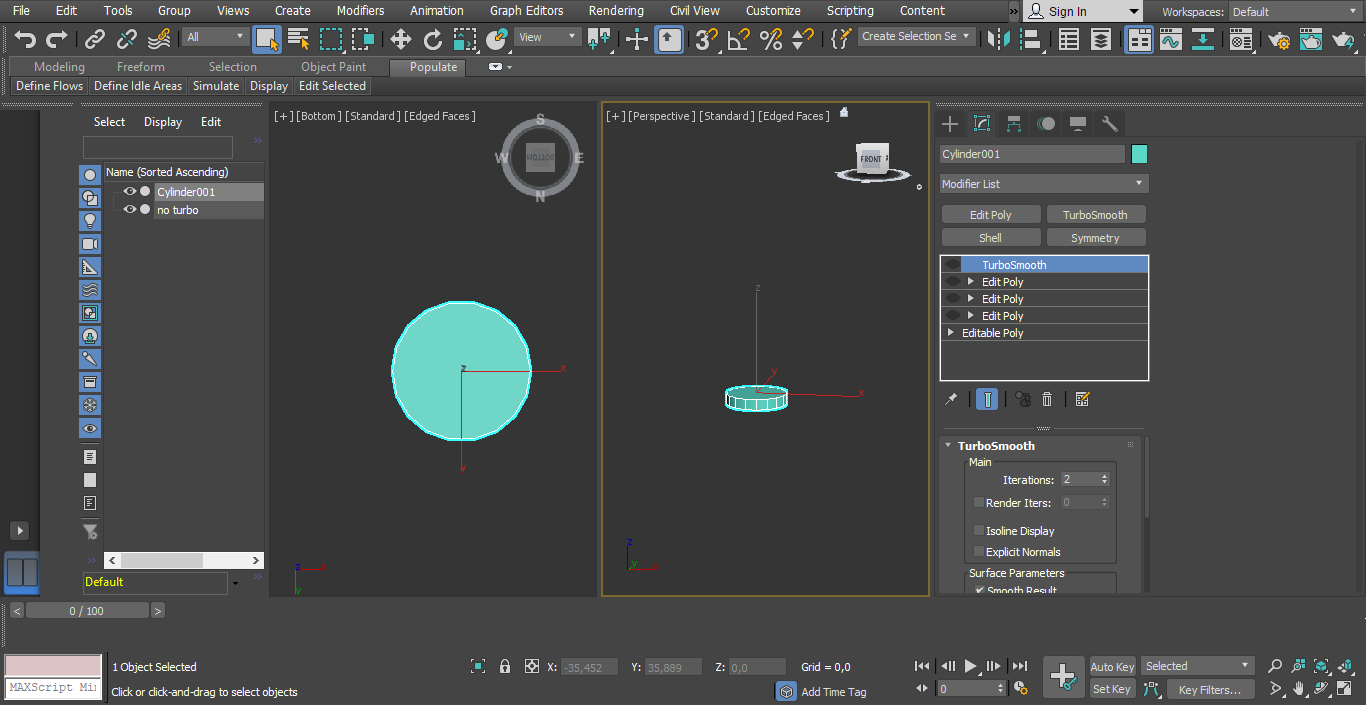 File Edit Tools Group Views Create Modifiers Animation Graph Editors Rendering Civil View Customize Scripting Content » Sign In Workspaces: Default
All View 3 Create Selection Se
Modeling Freeform Selection Object Paint Populate
Define Flows Define Idle Areas Simulate Display Edit Selected
Select Display Edit
Name (Sorted Ascending)
Cylinder001
no turbo
Default
[+] [Bottom] [Standard] [Edged Faces]
S
W BOTTOM E
N
z x
y
z x
y
[+] [Perspective] [Standard] [Edged Faces]
FRONT
z
y
x
z
y x
Cylinder001
Modifier List
Edit Poly TurboSmooth
Shell Symmetry
TurboSmooth
Edit Poly
Edit Poly
Edit Poly
Editable Poly
TurboSmooth
Main
Iterations: 2
Render Iters: 0
Isoline Display
Explicit Normals
Surface Parameters
Smooth Result
< 0 / 100 >
1 Object Selected X: -35,452 Y: 35,889 Z: 0,0 Grid = 0,0 Auto Key Selected
MAXScript Mi
Click or click-and-drag to select objects Add Time Tag 0 Set Key Key Filters...